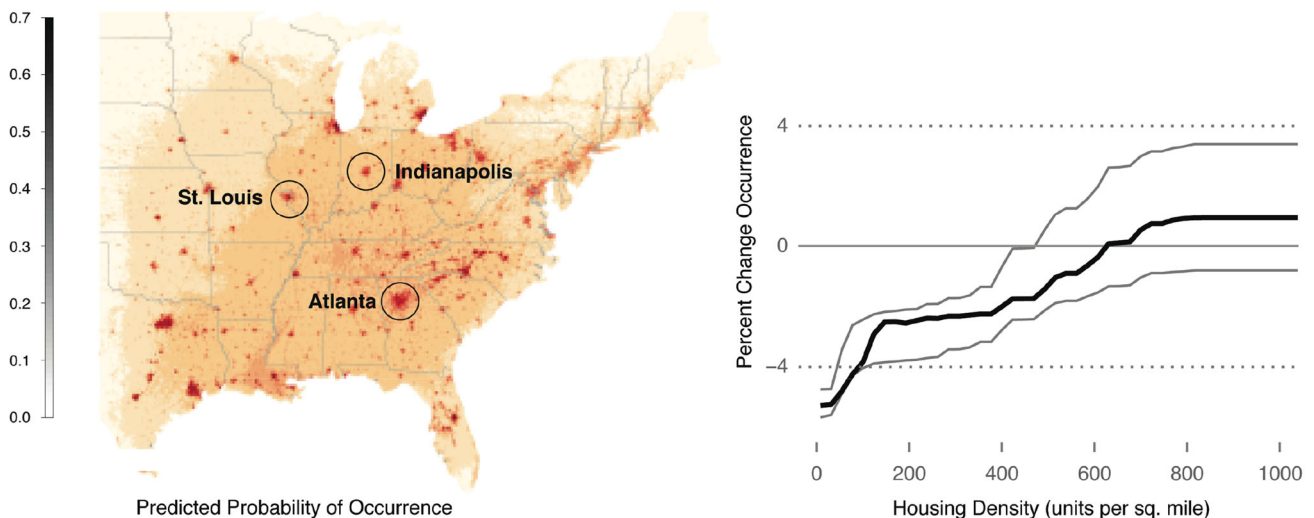 0.7
0.6
0.5
0.4
0.3
0.2
0.1
0.0
Indianapolis
St. Louis
Atlanta
Predicted Probability of Occurrence
Percent Change Occurrence
4
0
−4
0 200 400 600 800 1000
Housing Density (units per sq. mile)